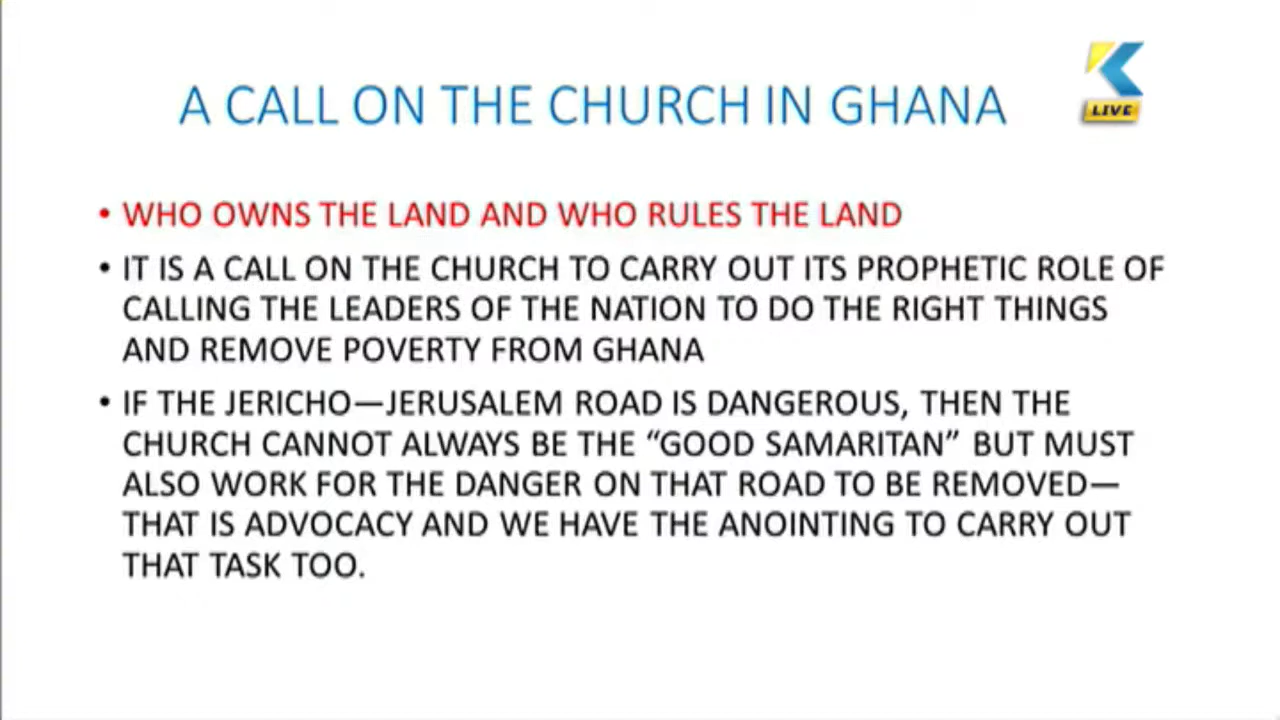 A CALL ON THE CHURCH IN GHANA
LIVE
• WHO OWNS THE LAND AND WHO RULES THE LAND
• IT IS A CALL ON THE CHURCH TO CARRY OUT ITS PROPHETIC ROLE OF
CALLING THE LEADERS OF THE NATION TO DO THE RIGHT THINGS
AND REMOVE POVERTY FROM GHANA
• IF THE JERICHO—JERUSALEM ROAD IS DANGEROUS, THEN THE
CHURCH CANNOT ALWAYS BE THE “GOOD SAMARITAN” BUT MUST
ALSO WORK FOR THE DANGER ON THAT ROAD TO BE REMOVED—
THAT IS ADVOCACY AND WE HAVE THE ANOINTING TO CARRY OUT
THAT TASK TOO.